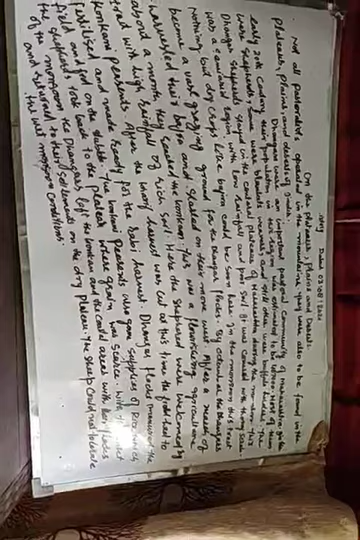 On the plateaus, plains and Deserts
Not all pastoralists operated in the mountains they were also to be found in the
Plateaus, Plains, and deserts of India.
Dhangars were an important pastoral community of maharashtra. In the
early 20th Century their population in this region was estimated to be 467,000. Most of them
were shepherds, some were blanket weavers, and still others were buffalo herders. The
Dhangar shepherds stayed in the central plateau of maharashtra during the monsoon. This
was a semi-arid region with low rainfall and poor soil. It was covered with thorny scrub.
Nothing but dry crops like bajra could be sown here. In the monsoon this tract
became a vast grazing ground for the Dhangar flocks. By October the Dhangars
harvested their bajra and started on their move west. After a march of
about a month they reached the konkan. This was a flourishing agricultural
tract with high rainfall and rich soil. Here the shepherds were welcomed by
konkani peasants. After the kharif harvest was cut at this time, the fields had to
be fertilised and made ready for the rabi harvest. Dhangar flocks manured the
fields and fed on the stubble. The konkani peasants also gave supplies of rice which
the shepherds took back to the plateau where grain was scarce. With the onset
of the monsoon the Dhangars left the konkan and the coastal areas with their flocks
and returned to their settlements on the dry plateau. The sheep could not tolerate
the wet monsoon conditions.